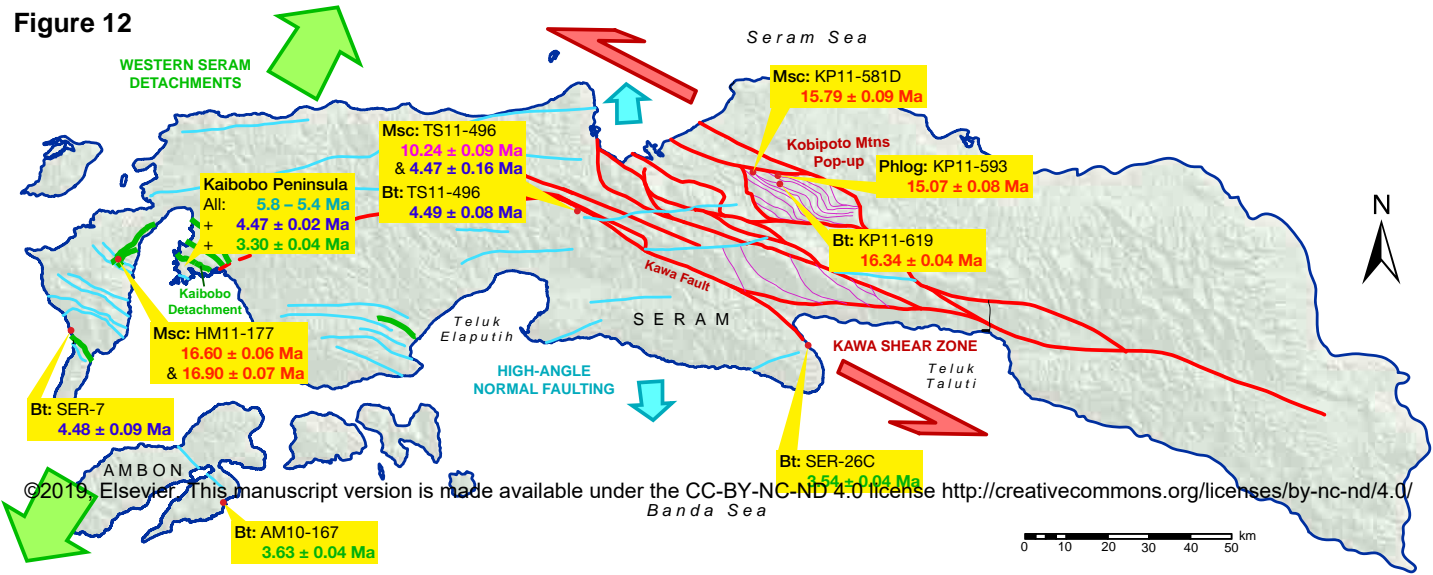 Figure 12
WESTERN SERAM
DETACHMENTS
Seram Sea
Msc: KP11-581D
15.79 ± 0.09 Ma
Msc: TS11-496
10.24 ± 0.09 Ma
& 4.47 ± 0.16 Ma
Bt: TS11-496
4.49 ± 0.08 Ma
Kobipoto Mtns
Pop-up
Phlog: KP11-593
15.07 ± 0.08 Ma
Kaibobo Peninsula
All: 5.8 – 5.4 Ma
+ 4.47 ± 0.02 Ma
+ 3.30 ± 0.04 Ma
N
Bt: KP11-619
16.34 ± 0.04 Ma
Kawa Fault
Kaibobo
Detachment
Msc: HM11-177
16.60 ± 0.06 Ma
& 16.90 ± 0.07 Ma
Teluk
Elaputih
SERAM
KAWA SHEAR ZONE
Teluk
Taluti
HIGH-ANGLE
NORMAL FAULTING
Bt: SER-7
4.48 ± 0.09 Ma
Bt: SER-26C
3.54 ± 0.04 Ma
AMBON
©2019, Elsevier. This manuscript version is made available under the CC-BY-NC-ND 4.0 license http://creativecommons.org/licenses/by-nc-nd/4.0/
Banda Sea
Bt: AM10-167
3.63 ± 0.04 Ma
km
0 10 20 30 40 50